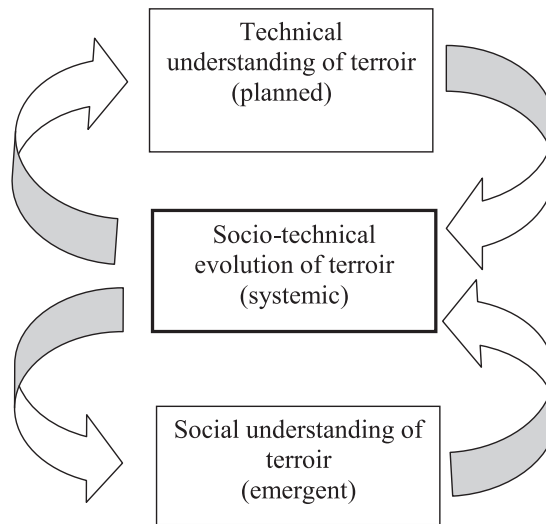 Technical
understanding of terroir
(planned)
Socio-technical
evolution of terroir
(systemic)
Social understanding of
terroir
(emergent)